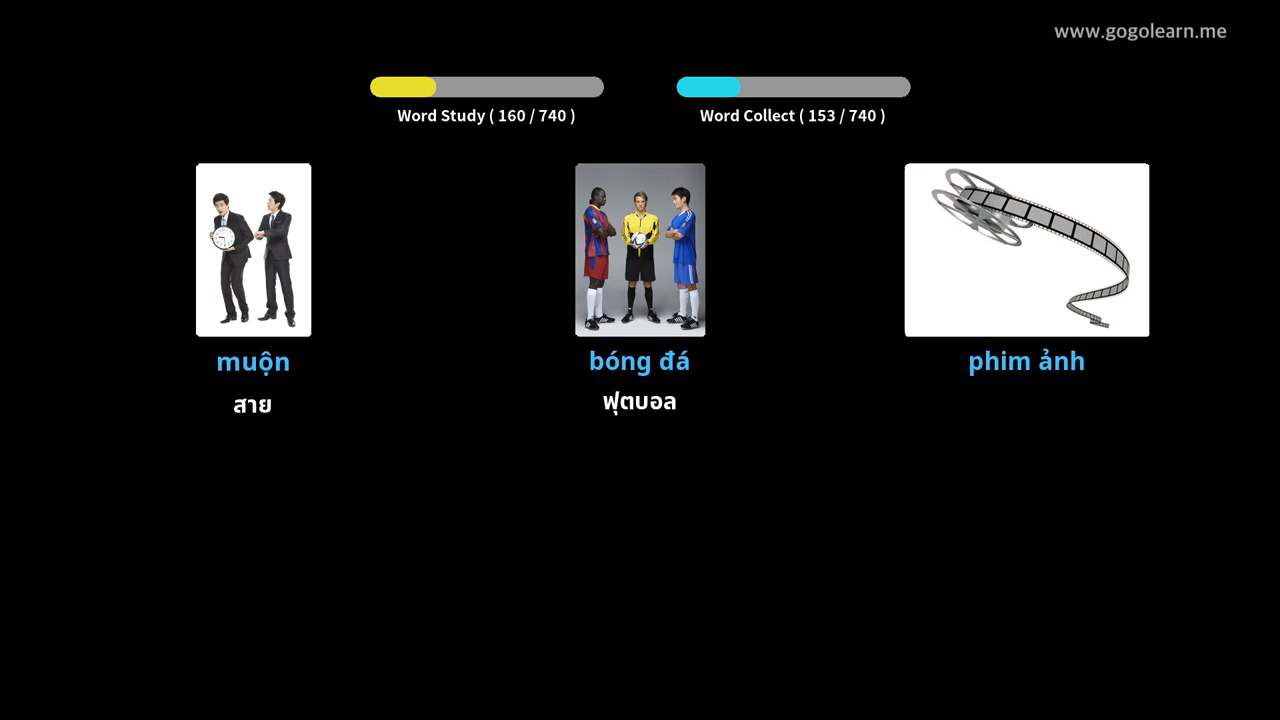 www.gogolearn.me
Word Study ( 160 / 740 )
Word Collect ( 153 / 740 )
muộn
bóng đá
phim ảnh
สาย
ฟุตบอล